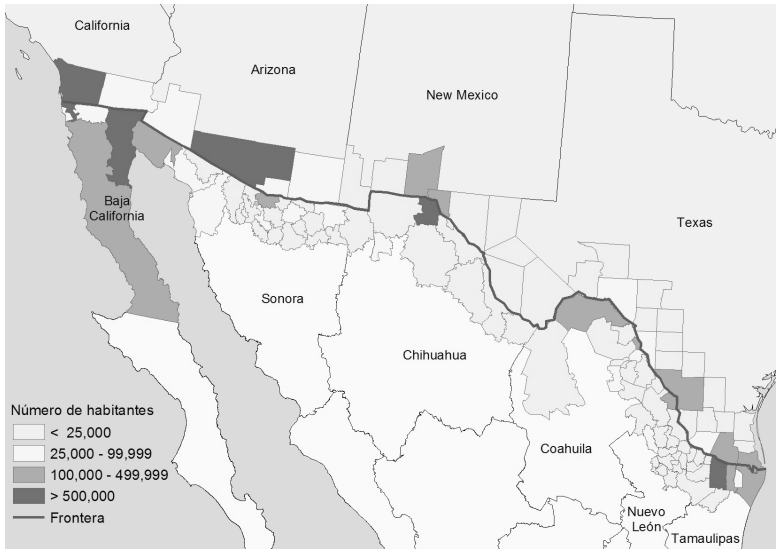 California
Arizona
New Mexico
Texas
Baja
California
Sonora
Chihuahua
Coahuila
Nuevo
León
Tamaulipas
Número de habitantes
< 25,000
25,000 - 99,999
100,000 - 499,999
> 500,000
Frontera